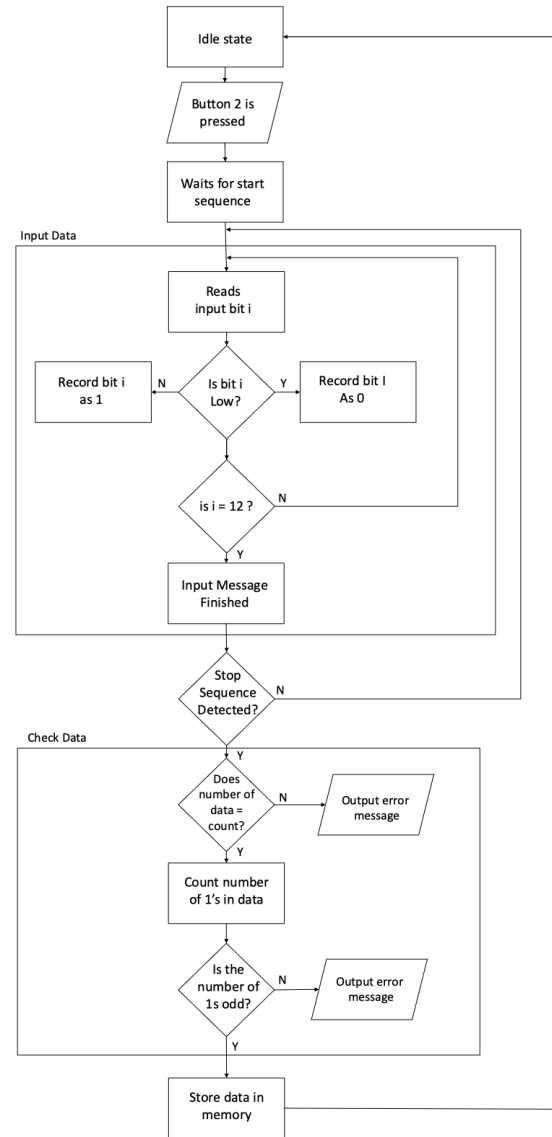 Idle state
Button 2 is
pressed
Waits for start
sequence
Input Data
Reads
input bit i
Record bit i
as 1
N
Is bit i
Low?
Y
Record bit I
As 0
is i = 12 ?
N
Y
Input Message
Finished
Stop
Sequence
Detected?
N
Check Data
Y
Does
number of
data =
count?
N
Output error
message
Y
Count number
of 1's in data
Is the
number of
1s odd?
N
Output error
message
Y
Store data in
memory